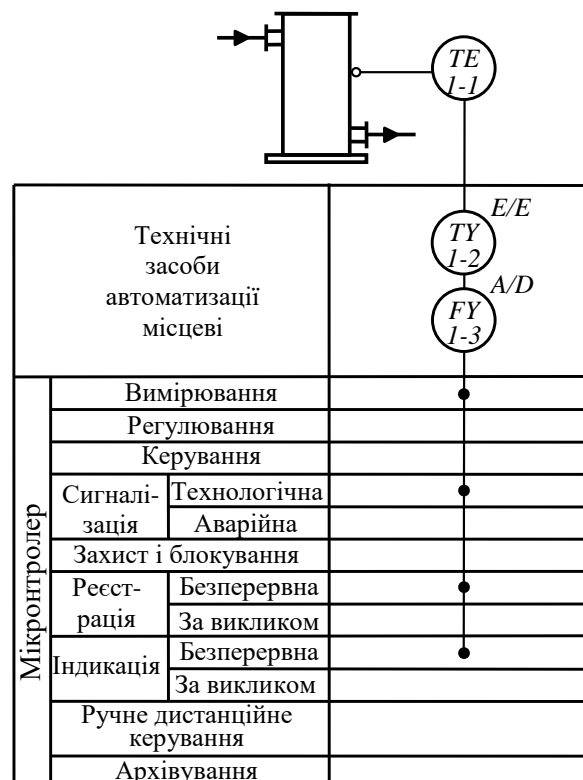 TE
1-1
E/E
TY
1-2
A/D
FY
1-3
Технічні
засоби
автоматизації
місцеві
Мікронтролер
Вимірювання
Регулювання
Керування
Сигналі-
зація
Технологічна
Аварійна
Захист і блокування
Реєст-
рація
Безперервна
За викликом
Індикація
Безперервна
За викликом
Ручне дистанційне
керування
Архівування